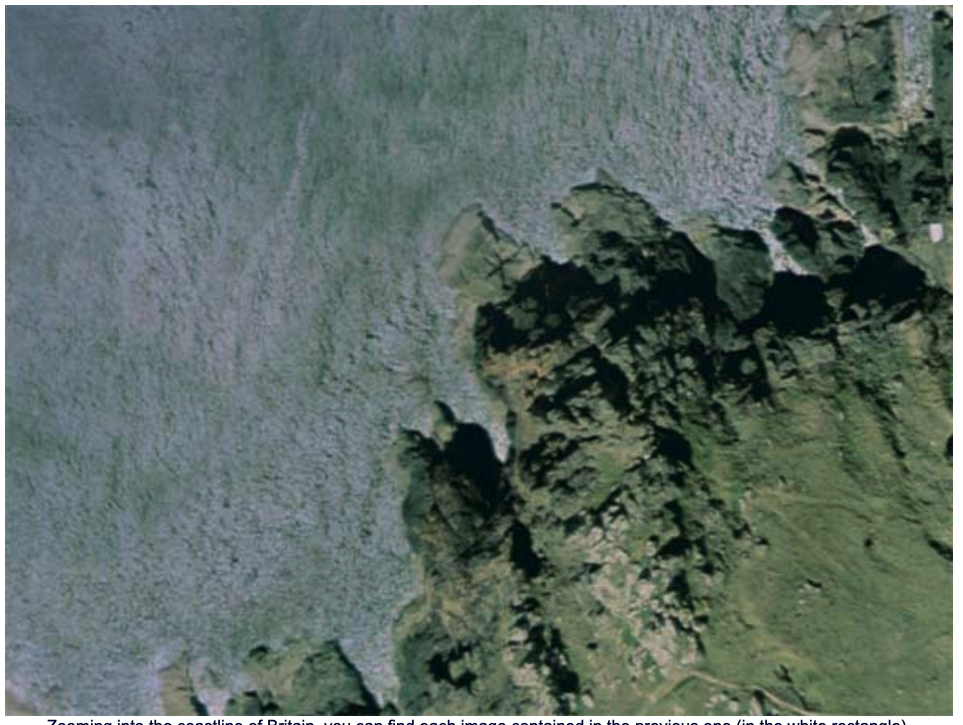 Zooming into the coastline of Britain, you can find each image contained in the previous one (in the white rectangle)